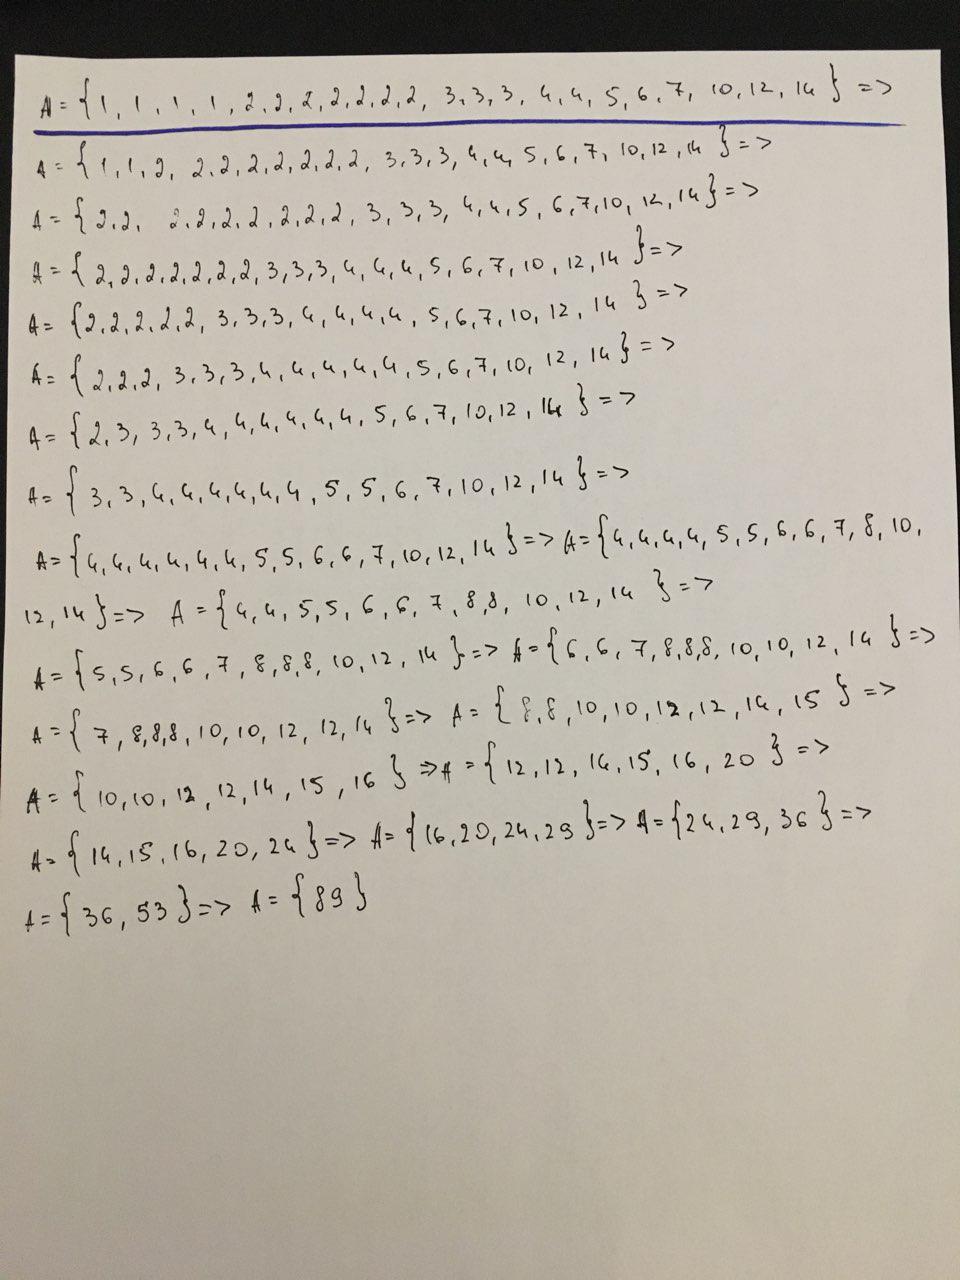 A = {1, 1, 1, 1, 2,2,2,2,2,2,2, 3,3,3, 4,4, 5,6,7, 10,12,14} =>
A = {1,1,2, 2,2,2,2,2,2,2, 3,3,3,4,4,5,6,7,10,12,14} =>
A = {2,2, 2,2,2,2,2,2,2,3,3,3,4,4,5,6,7,10,12,14} =>
A = {2,2,2,2,2,2,2,3,3,3,4,4,4,5,6,7,10,12,14} =>
A = {2,2,2,2,2,3,3,3,4,4,4,4,5,6,7,10,12,14} =>
A = {2,2,2,3,3,3,4,4,4,4,4,5,6,7,10,12,14} =>
A = {2,3,3,3,4,4,4,4,4,4,5,6,7,10,12,14} =>
A = {3,3,4,4,4,4,4,4,5,5,6,7,10,12,14} =>
A = {4,4,4,4,4,4,5,5,6,6,7,10,12,14} => A = {4,4,4,4,5,5,6,6,7,8,10,
12,14} => A = {4,4,5,5,6,6,7,8,8,10,12,14} =>
A = {5,5,6,6,7,8,8,8,10,12,14} => A = {6,6,7,8,8,8,10,10,12,14} =>
A = {7,8,8,8,10,10,12,12,14} => A = {8,8,10,10,12,12,14,15} =>
A = {10,10,12,12,14,15,16} => A = {12,12,14,15,16,20} =>
A = {14,15,16,20,24} => A = {16,20,24,29} => A = {24,29,36} =>
A = {36,53} => A = {89}